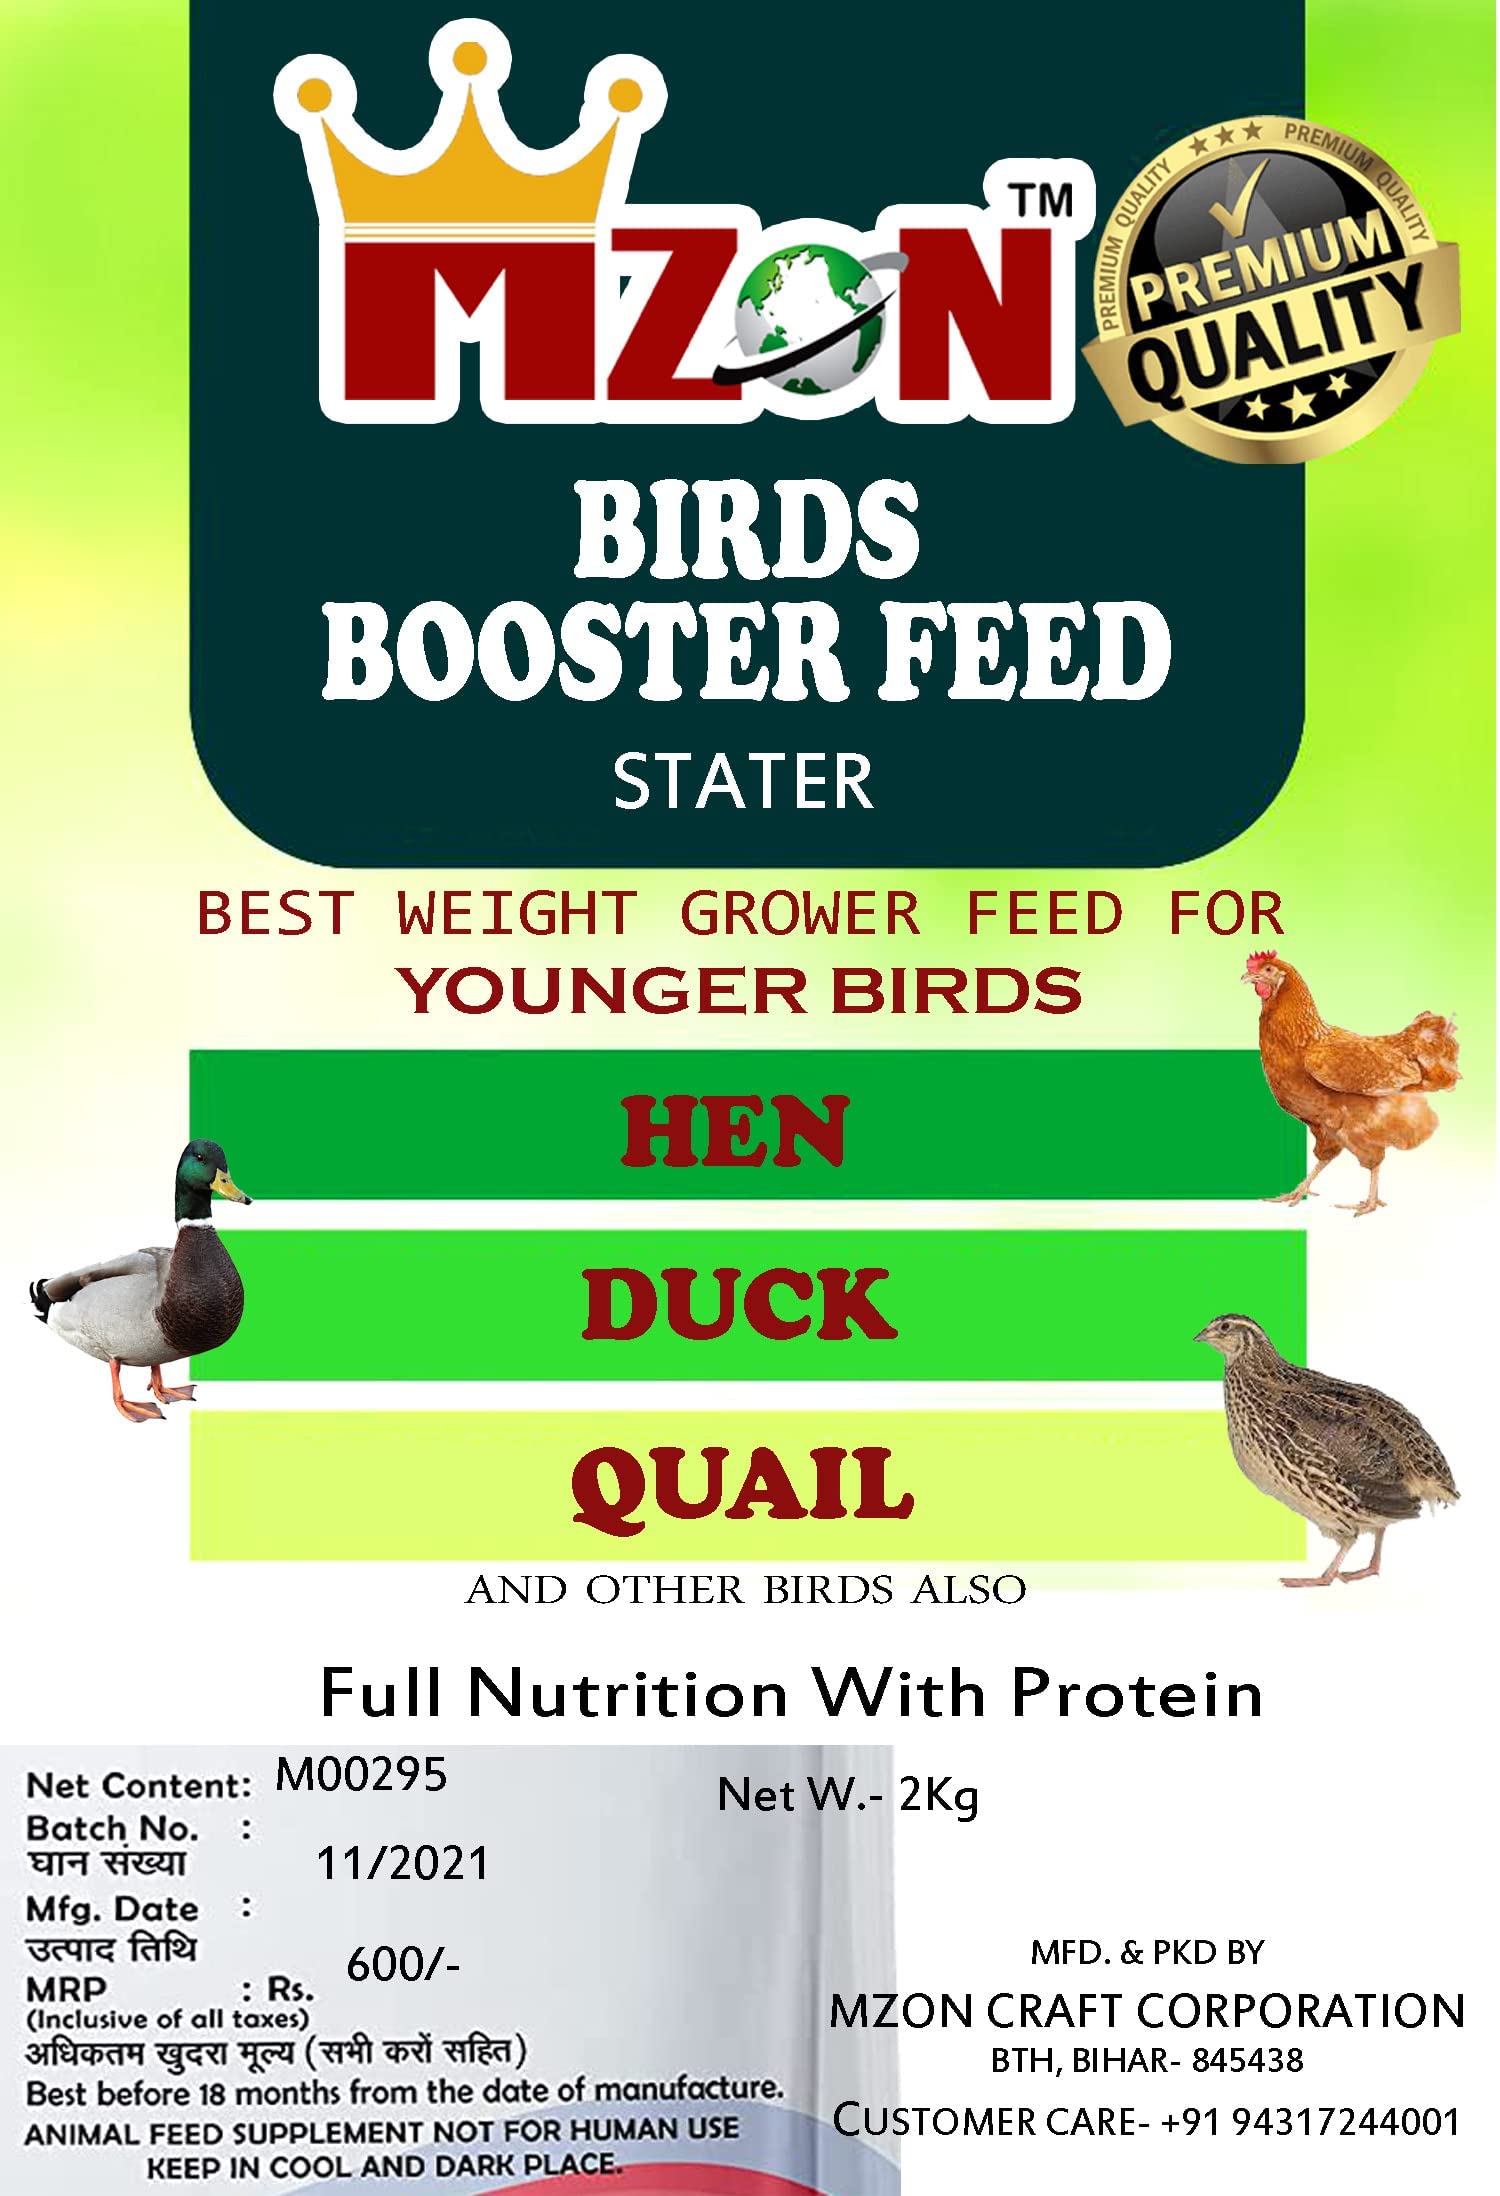 MZON TM
PREMIUM QUALITY
PREMIUM QUALITY
PREMIUM
QUALITY
BIRDS
BOOSTER FEED
STATER
BEST WEIGHT GROWER FEED FOR
YOUNGER BIRDS
HEN
DUCK
QUAIL
AND OTHER BIRDS ALSO
Full Nutrition With Protein
Net Content: M00295
Net W.- 2Kg
Batch No. :
घान संख्या
11/2021
Mfg. Date :
उत्पाद तिथि
600/-
MRP : Rs.
(Inclusive of all taxes)
अधिकतम खुदरा मूल्य (सभी करों सहित)
Best before 18 months from the date of manufacture.
ANIMAL FEED SUPPLEMENT NOT FOR HUMAN USE
KEEP IN COOL AND DARK PLACE.
MFD. & PKD BY
MZON CRAFT CORPORATION
BTH, BIHAR- 845438
CUSTOMER CARE- +91 94317244001